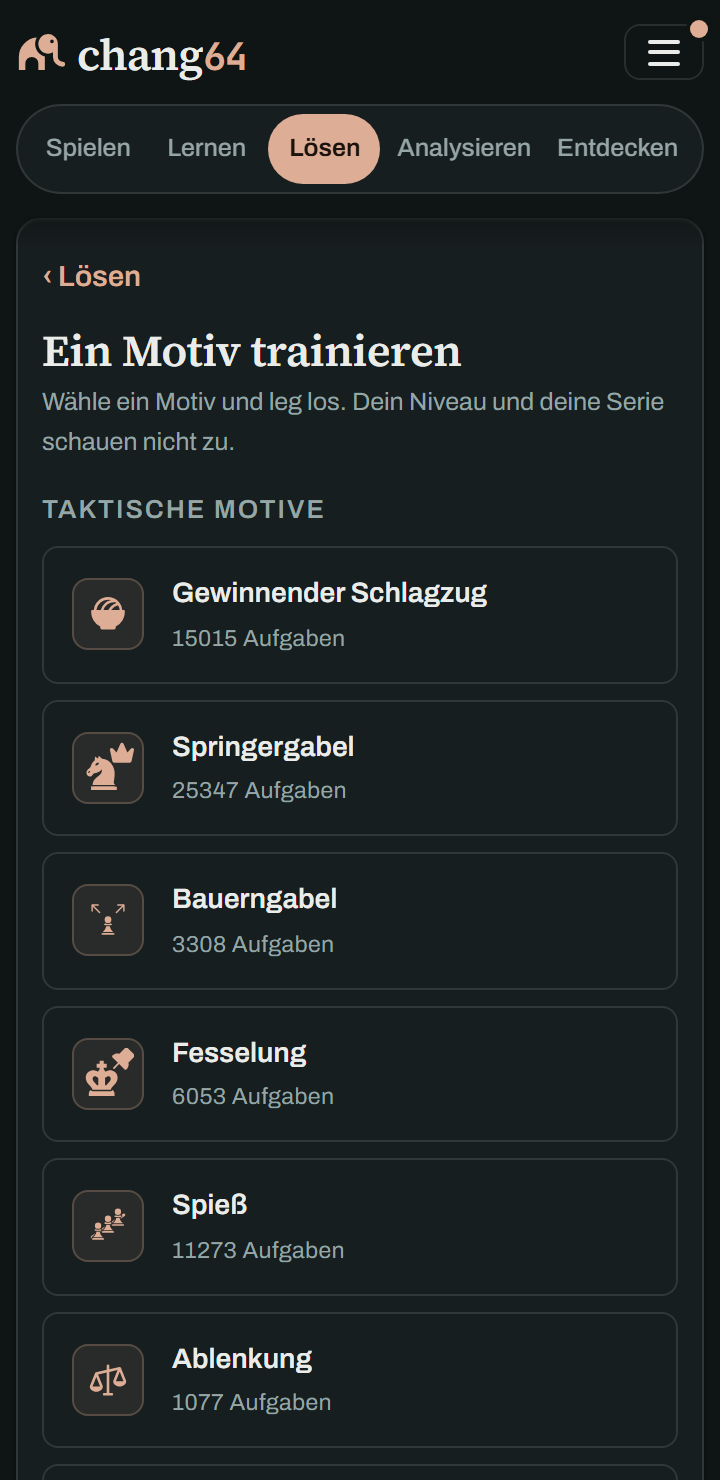 chang64
Spielen Lernen Lösen Analysieren Entdecken
‹ Lösen
Ein Motiv trainieren
Wähle ein Motiv und leg los. Dein Niveau und deine Serie
schauen nicht zu.
TAKTISCHE MOTIVE
Gewinnender Schlagzug
15015 Aufgaben
Springergabel
25347 Aufgaben
Bauerngabel
3308 Aufgaben
Fesselung
6053 Aufgaben
Spieß
11273 Aufgaben
Ablenkung
1077 Aufgaben